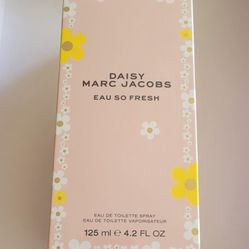 DAISY
MARC JACOBS
EAU SO FRESH
EAU DE TOILETTE SPRAY
EAU DE TOILETTE VAPORISATEUR
125 ml ℮ 4.2 FL OZ